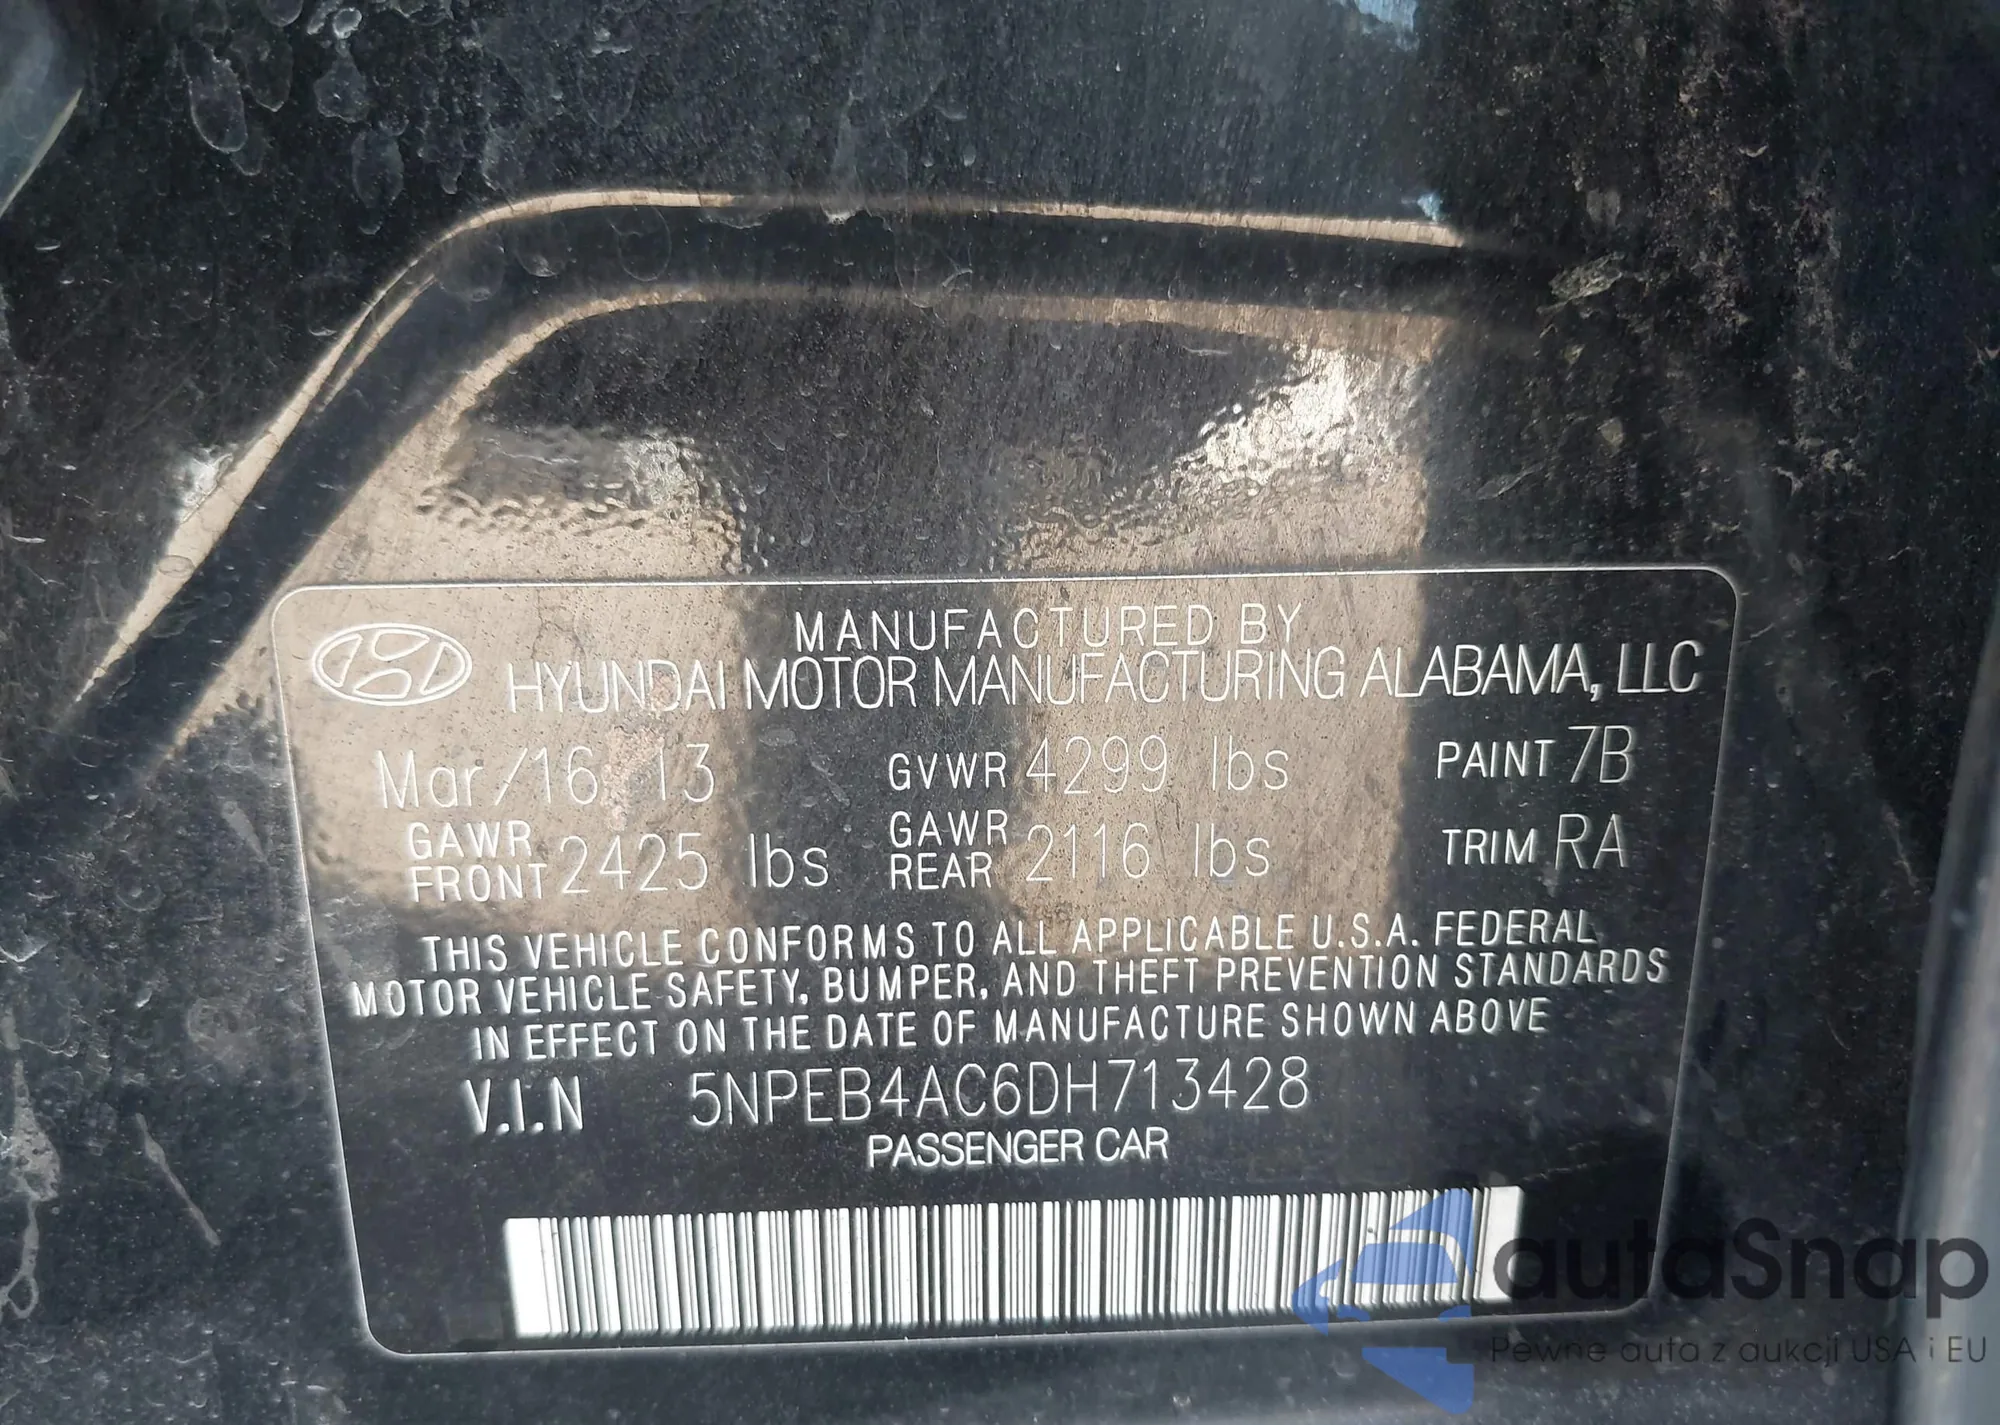 MANUFACTURED BY
HYUNDAI MOTOR MANUFACTURING ALABAMA, LLC
Mar/16 13 GVWR 4299 lbs PAINT 7B
GAWR FRONT 2425 lbs GAWR REAR 2116 lbs TRIM RA
THIS VEHICLE CONFORMS TO ALL APPLICABLE U.S.A. FEDERAL
MOTOR VEHICLE SAFETY, BUMPER, AND THEFT PREVENTION STANDARDS
IN EFFECT ON THE DATE OF MANUFACTURE SHOWN ABOVE
V.I.N 5NPEB4AC6DH713428
PASSENGER CAR
autaSnap
Pewne auta z aukcji USA i EU